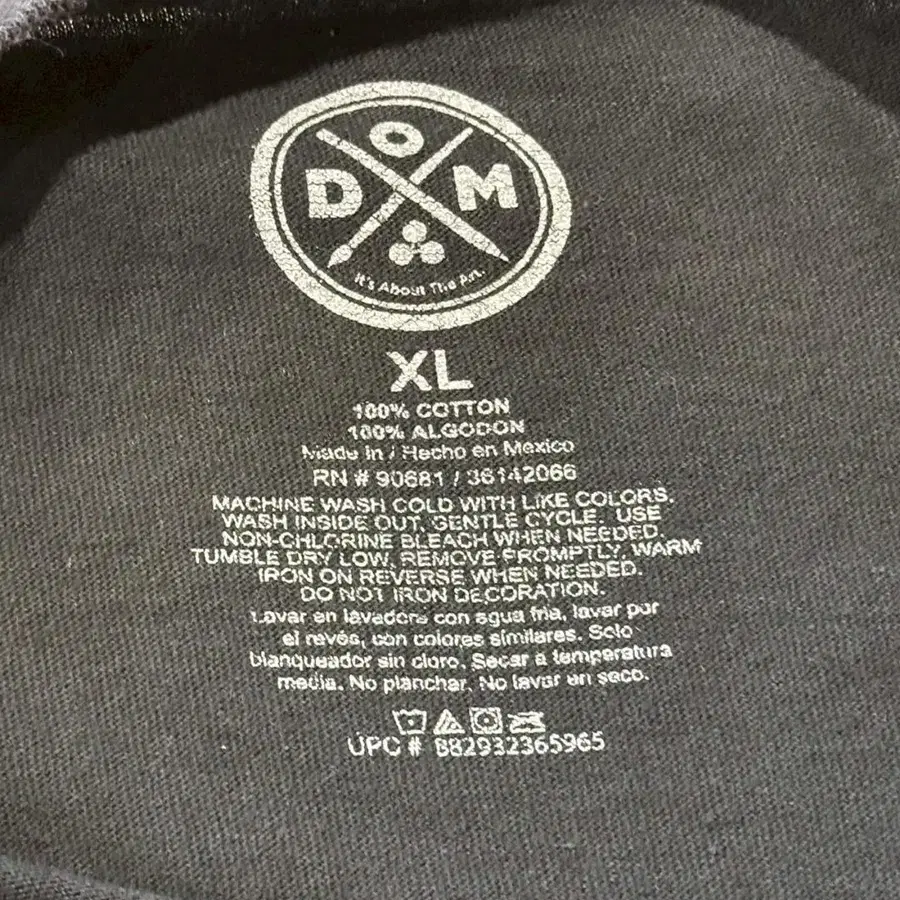 O
D M
It's About The Art.
XL
100% COTTON
100% ALGODON
Made In / Hecho en Mexico
RN # 90681 / 36142066
MACHINE WASH COLD WITH LIKE COLORS.
WASH INSIDE OUT, GENTLE CYCLE. USE
NON-CHLORINE BLEACH WHEN NEEDED.
TUMBLE DRY LOW, REMOVE PROMPTLY, WARM
IRON ON REVERSE WHEN NEEDED.
DO NOT IRON DECORATION.
Lavar en lavadora con agua fria, lavar por
el revés, con colores similares. Solo
blanqueador sin cloro. Secar a temperatura
media. No planchar. No lavar en seco.
UPC # 882932365965